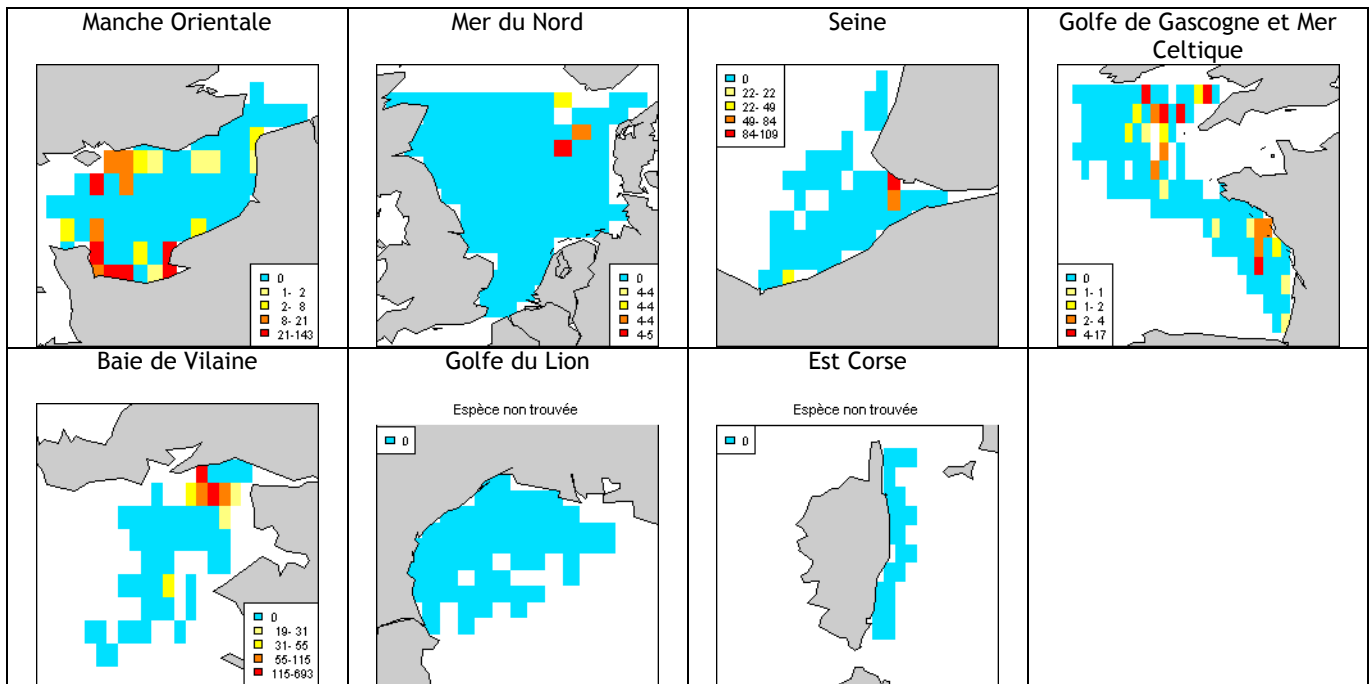 Manche Orientale
0
1- 2
2- 8
8- 21
21-143
Mer du Nord
0
4-4
4-4
4-4
4-5
Seine
0
22- 22
22- 49
49- 84
84-109
Golfe de Gascogne et Mer
Celtique
0
1- 1
1- 2
2- 4
4-17
Baie de Vilaine
0
19- 31
31- 55
55-115
115-693
Golfe du Lion
Espèce non trouvée
0
Est Corse
Espèce non trouvée
0